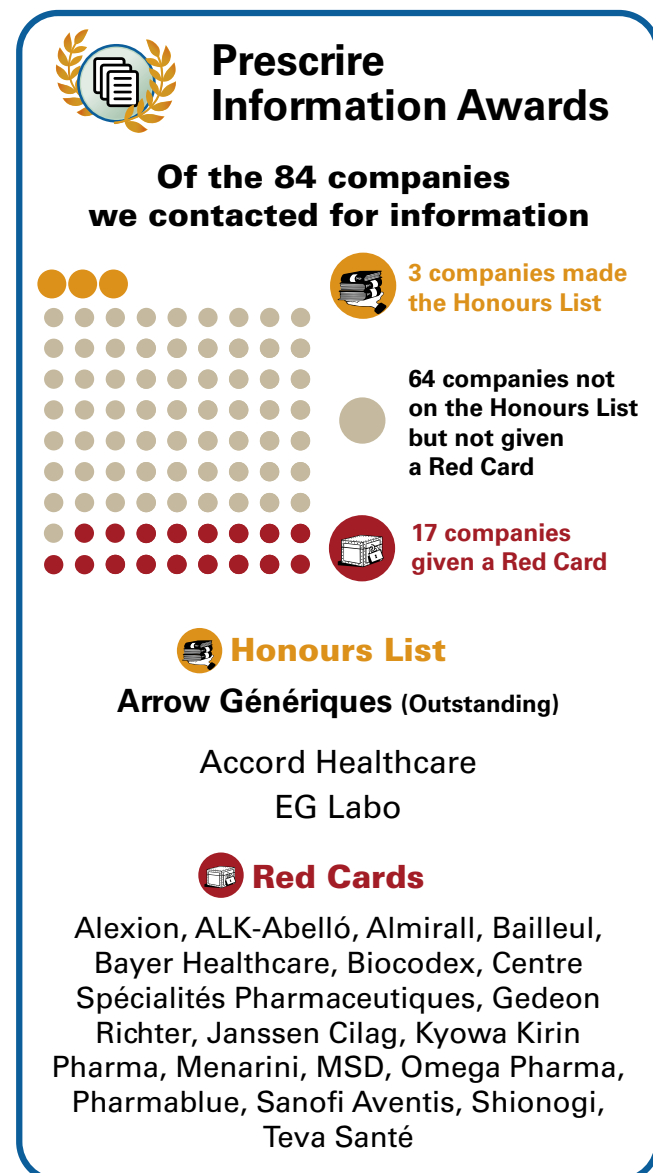 Prescrire
Information Awards
Of the 84 companies
we contacted for information
3 companies made
the Honours List
64 companies not
on the Honours List
but not given
a Red Card
17 companies
given a Red Card
Honours List
Arrow Génériques (Outstanding)
Accord Healthcare
EG Labo
Red Cards
Alexion, ALK-Abelló, Almirall, Bailleul,
Bayer Healthcare, Biocodex, Centre
Spécialités Pharmaceutiques, Gedeon
Richter, Janssen Cilag, Kyowa Kirin
Pharma, Menarini, MSD, Omega Pharma,
Pharmablue, Sanofi Aventis, Shionogi,
Teva Santé